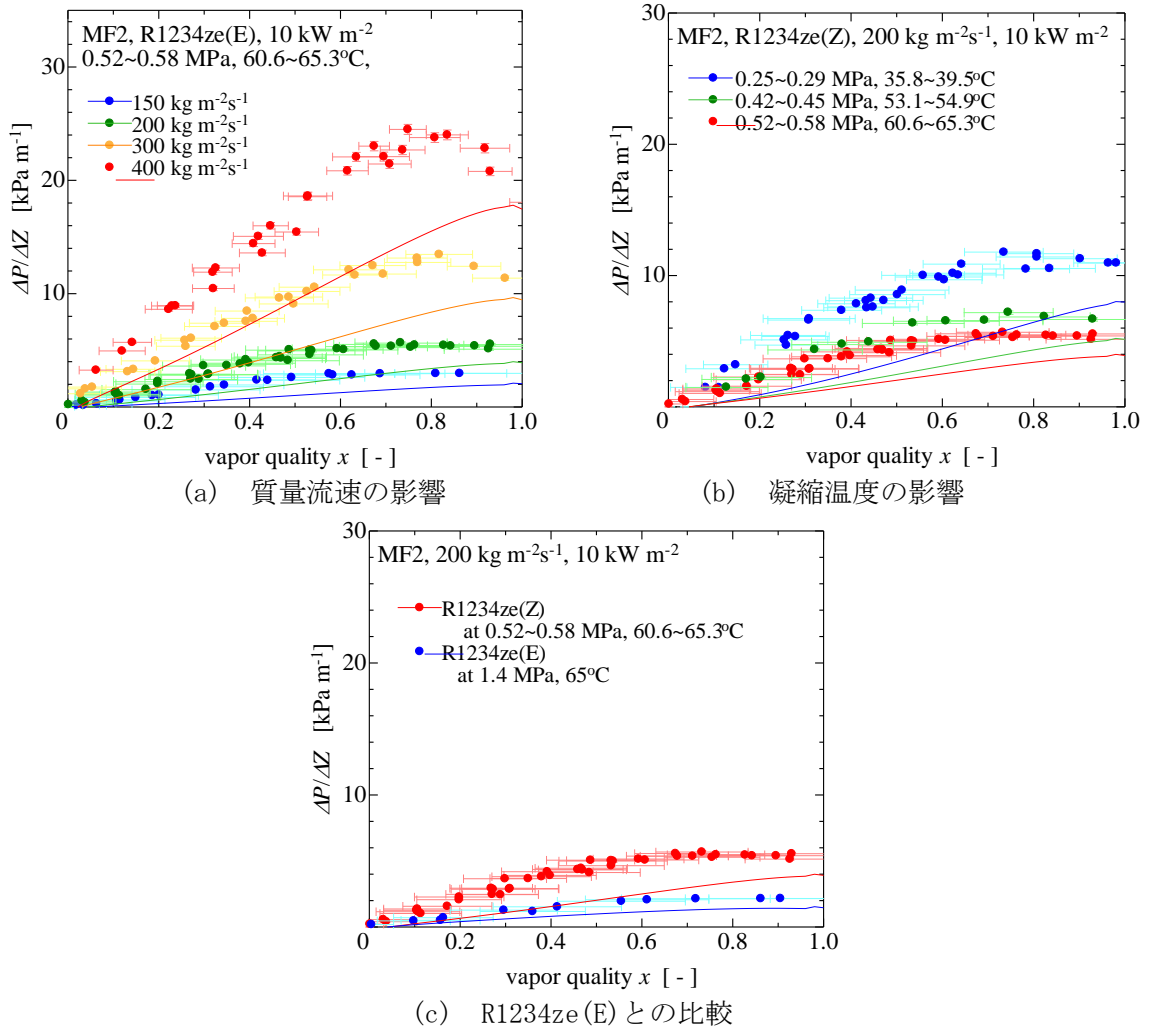 MF2, R1234ze(E), 10 kW m-2
0.52~0.58 MPa, 60.6~65.3ºC,
150 kg m-2s-1
200 kg m-2s-1
300 kg m-2s-1
400 kg m-2s-1
30
20
10
ΔP/ΔZ [kPa m-1]
0 0.2 0.4 0.6 0.8 1.0
vapor quality x [ - ]
(a) 質量流速の影響
MF2, R1234ze(Z), 200 kg m-2s-1, 10 kW m-2
0.25~0.29 MPa, 35.8~39.5ºC
0.42~0.45 MPa, 53.1~54.9ºC
0.52~0.58 MPa, 60.6~65.3ºC
30
20
10
ΔP/ΔZ [kPa m-1]
0 0.2 0.4 0.6 0.8 1.0
vapor quality x [ - ]
(b) 凝縮温度の影響
MF2, 200 kg m-2s-1, 10 kW m-2
R1234ze(Z)
at 0.52~0.58 MPa, 60.6~65.3ºC
R1234ze(E)
at 1.4 MPa, 65ºC
30
20
10
ΔP/ΔZ [kPa m-1]
0 0.2 0.4 0.6 0.8 1.0
vapor quality x [ - ]
(c) R1234ze(E)との比較